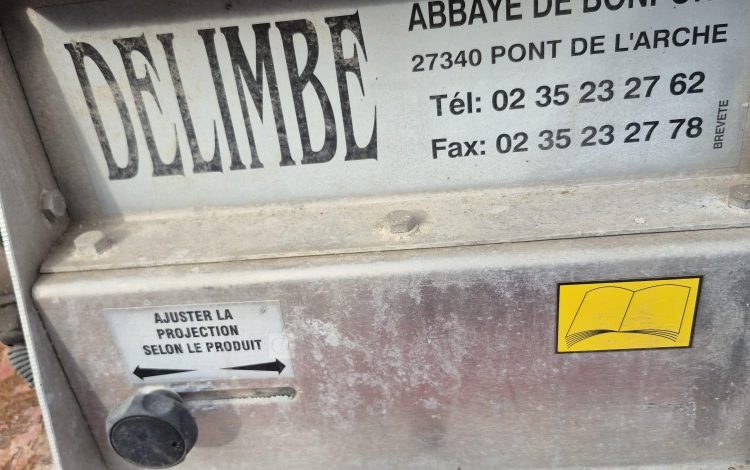 DELIMBE
ABBAYE DE
27340 PONT DE L'ARCHE
Tél: 02 35 23 27 62
Fax: 02 35 23 27 78
BREVETE
AJUSTER LA
PROJECTION
SELON LE PRODUIT